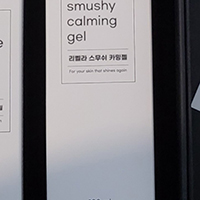 smushy
calming
gel
리벨라 스무쉬 카밍젤
For your skin that shines again